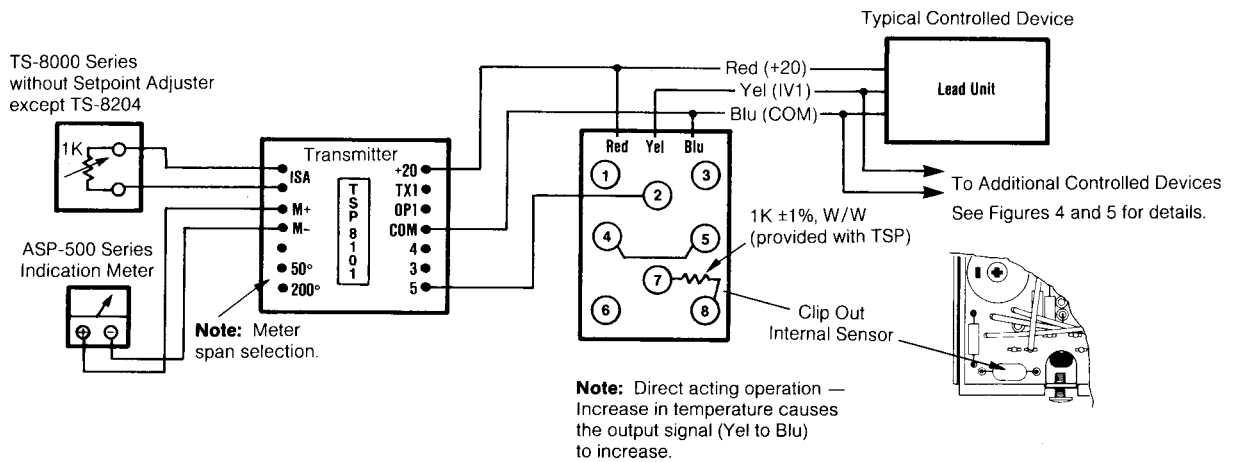 Typical Controlled Device
TS-8000 Series
without Setpoint Adjuster
except TS-8204
1K
Transmitter
ISA
M+
M–
50°
200°
TSP8101
+20
TX1
OP1
COM
4
3
5
Red (+20)
Yel (IV1)
Blu (COM)
Lead Unit
Red Yel Blu
1
2
3
4
5
6
7
8
1K ±1%, W/W
(provided with TSP)
To Additional Controlled Devices
See Figures 4 and 5 for details.
ASP-500 Series
Indication Meter
+ –
Note: Meter
span selection.
Clip Out
Internal Sensor
Note: Direct acting operation —
Increase in temperature causes
the output signal (Yel to Blu)
to increase.